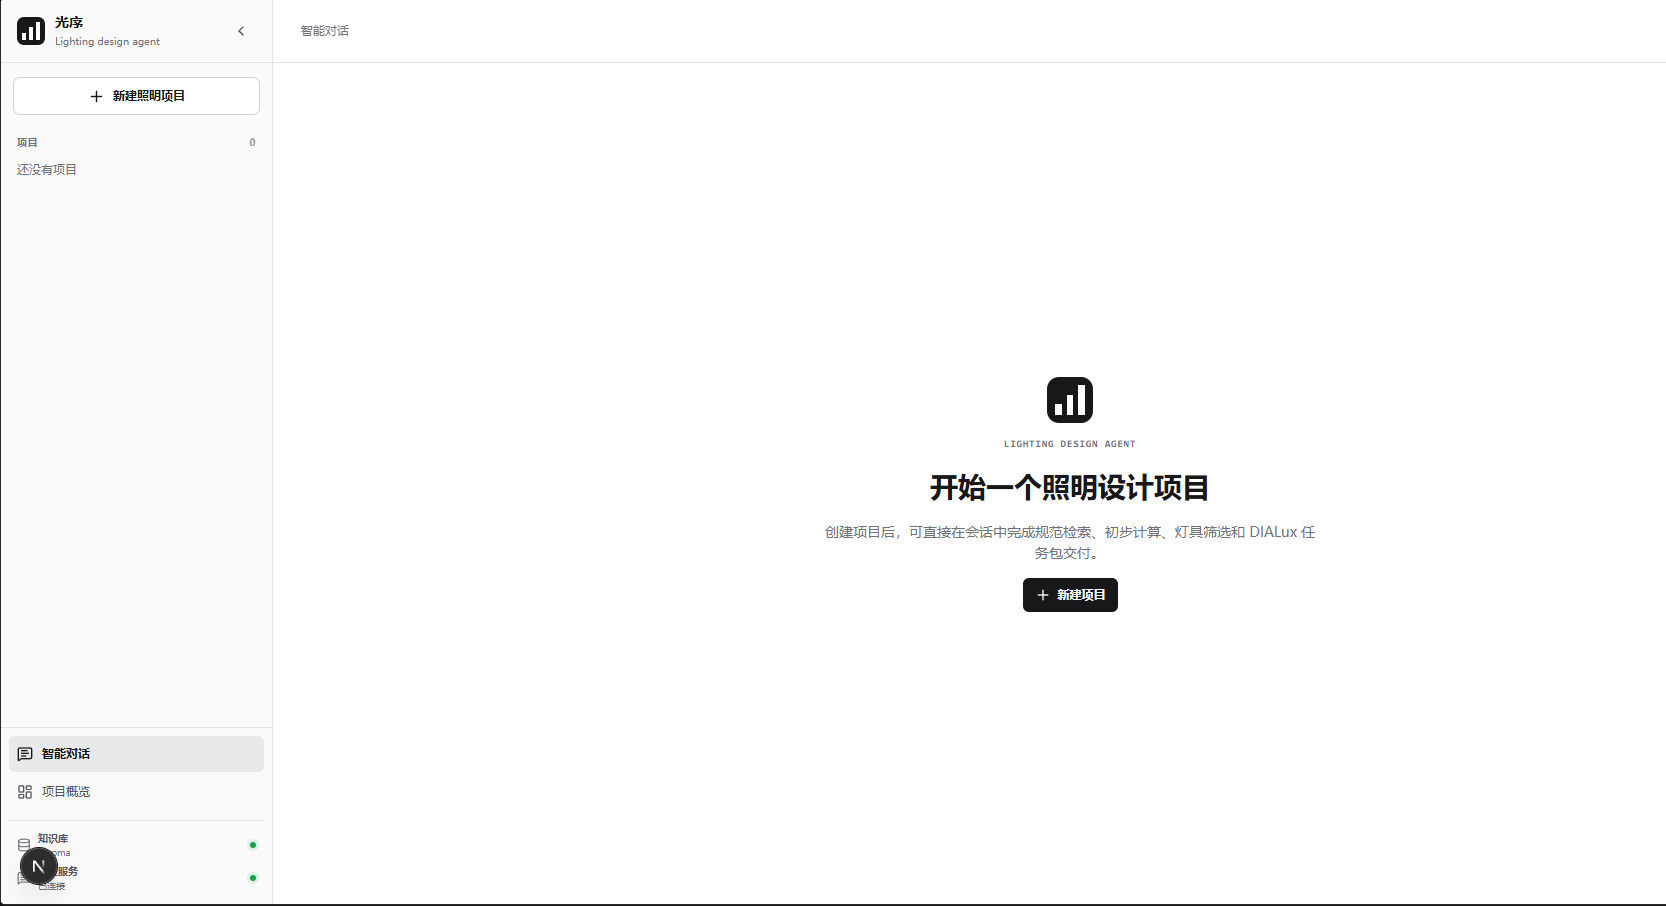 光序
Lighting design agent
新建照明项目
项目
0
还没有项目
智能对话
项目概览
知识库
服务
已连接
智能对话
LIGHTING DESIGN AGENT
开始一个照明设计项目
创建项目后，可直接在会话中完成规范检索、初步计算、灯具筛选和 DIALux 任
务包交付。
新建项目
N